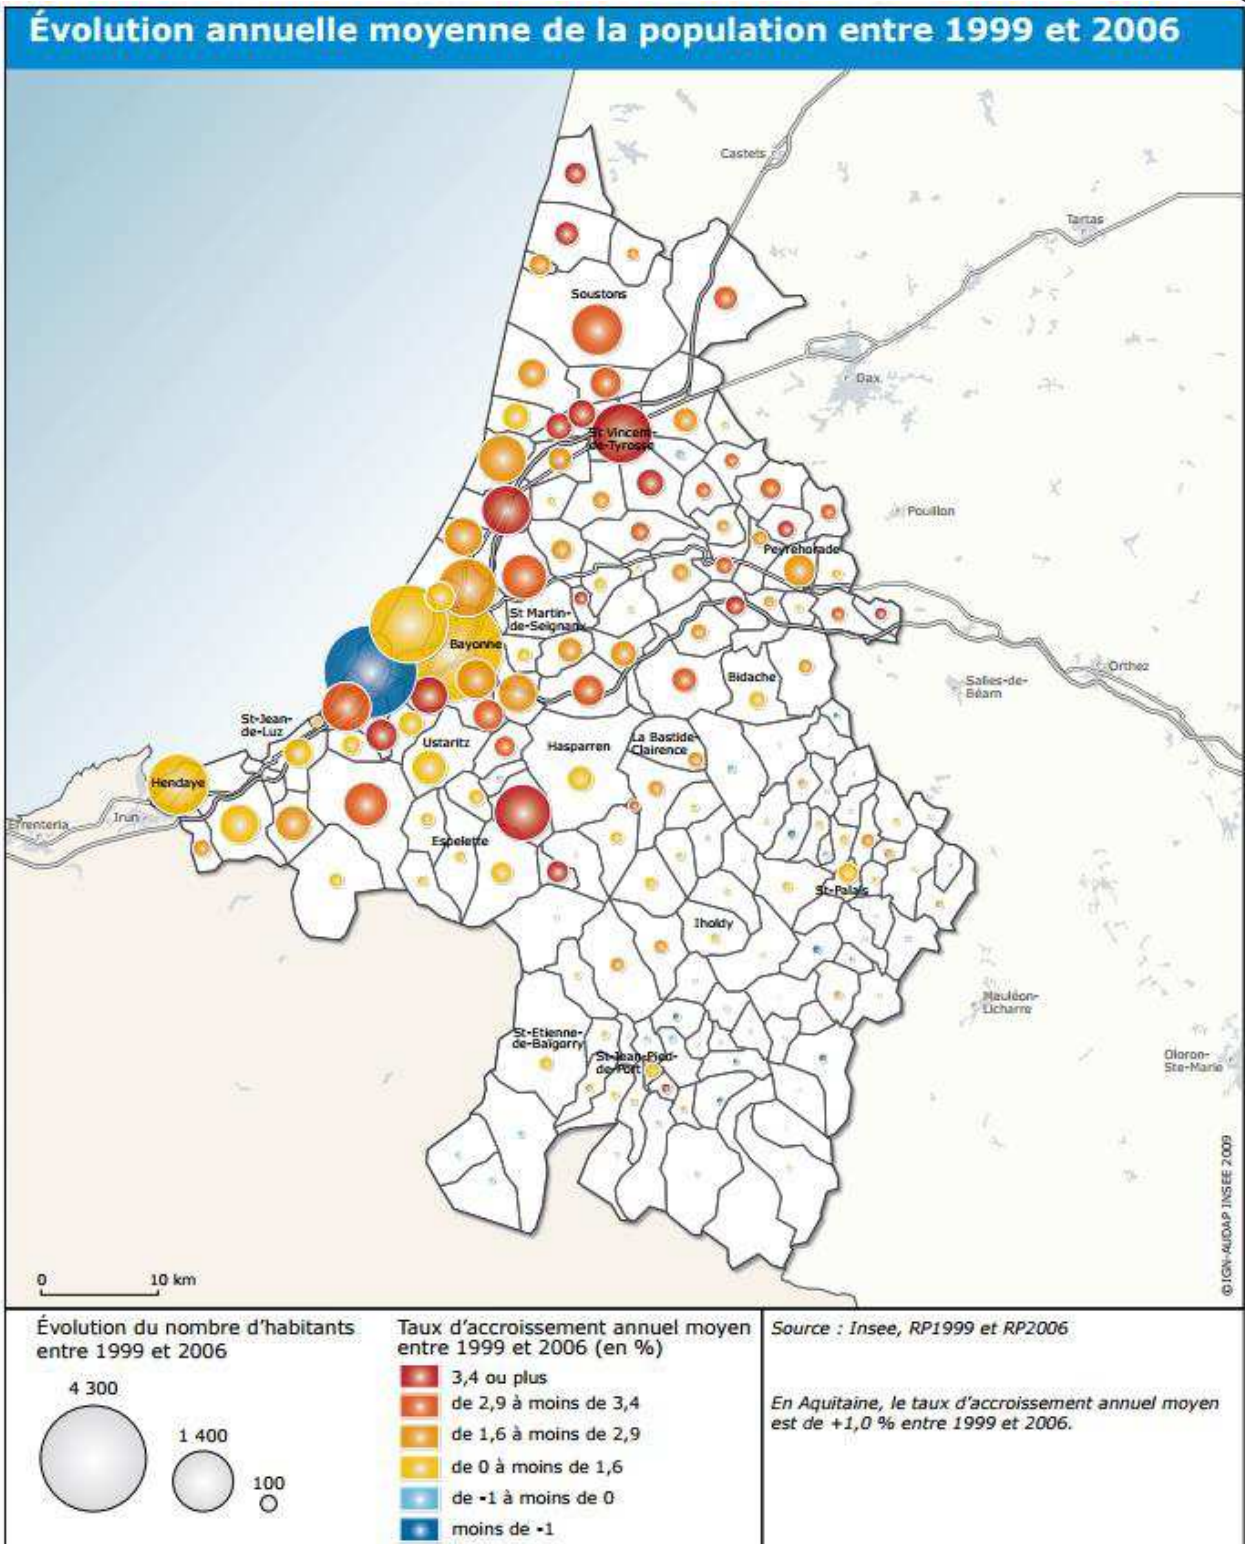 Évolution annuelle moyenne de la population entre 1999 et 2006
Castets
Tartas
Soustons
Dax
St Vincent-
de-Tyrosse
Pouillon
Peyrehorade
St Martin-
de-Seignanx
Bayonne
Orthez
Salies-de-
Béarn
Bidache
St-Jean-
de-Luz
Ustaritz
Hasparren
La Bastide-
Clairence
Hendaye
Irun
Errenteria
Espelette
St-Palais
Iholdy
Mauléon-
Licharre
St-Etienne-
de-Baïgorry
St-Jean-Pied-
de-Port
Oloron-
Ste-Marie
©IGN-AUDAP INSEE 2009
0 10 km
Évolution du nombre d'habitants
entre 1999 et 2006
4 300
1 400
100
Taux d'accroissement annuel moyen
entre 1999 et 2006 (en %)
3,4 ou plus
de 2,9 à moins de 3,4
de 1,6 à moins de 2,9
de 0 à moins de 1,6
de -1 à moins de 0
moins de -1
Source : Insee, RP1999 et RP2006
En Aquitaine, le taux d'accroissement annuel moyen
est de +1,0 % entre 1999 et 2006.